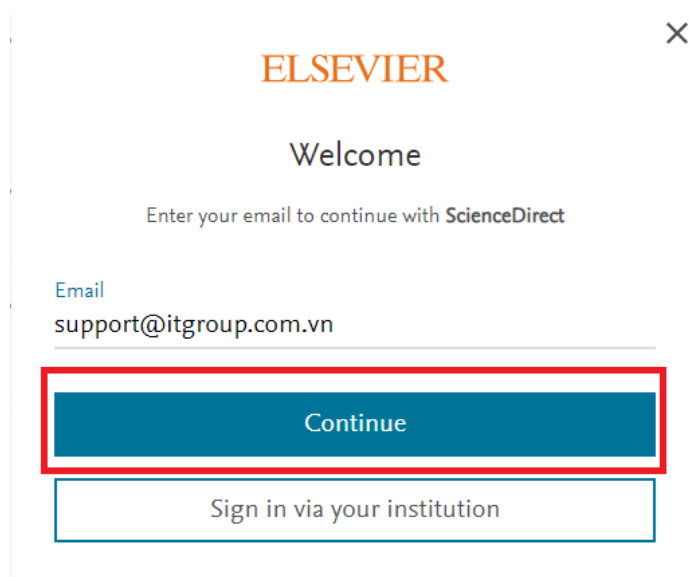 ELSEVIER
Welcome
Enter your email to continue with ScienceDirect
Email
support@itgroup.com.vn
Continue
Sign in via your institution